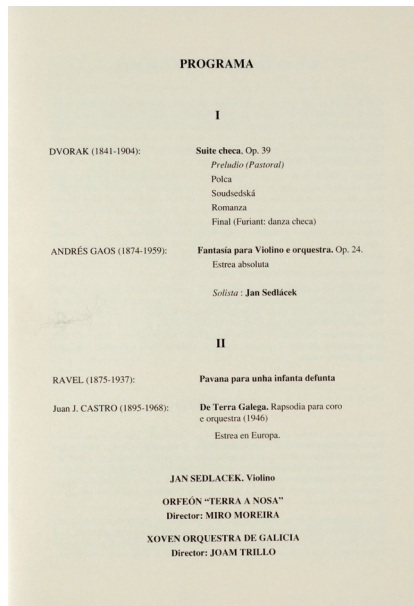 PROGRAMA
I
DVORAK (1841-1904): Suite checa, Op. 39
Preludio (Pastoral)
Polca
Soudsedská
Romanza
Final (Furiant: danza checa)
ANDRÉS GAOS (1874-1959): Fantasía para Violino e orquestra. Op. 24.
Estrea absoluta
Solista : Jan Sedlácek
II
RAVEL (1875-1937): Pavana para unha infanta defunta
Juan J. CASTRO (1895-1968): De Terra Galega. Rapsodia para coro
e orquestra (1946)
Estrea en Europa.
JAN SEDLACEK. Violino
ORFEÓN “TERRA A NOSA”
Director: MIRO MOREIRA
XOVEN ORQUESTRA DE GALICIA
Director: JOAM TRILLO